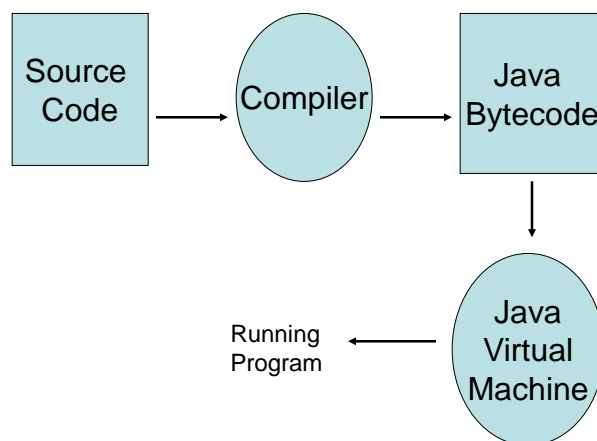 Source
Code
Compiler
Java
Bytecode
Java
Virtual
Machine
Running
Program